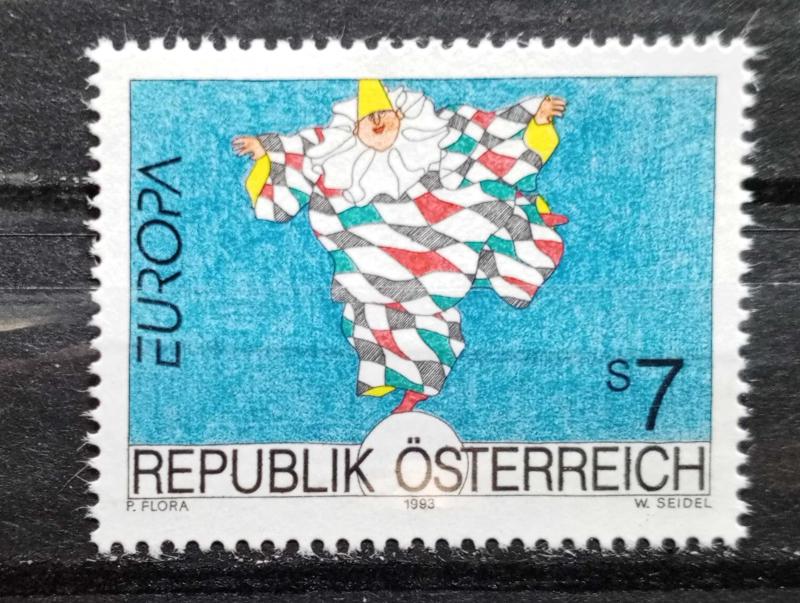 EUROPA
S7
REPUBLIK ÖSTERREICH
P. FLORA 1993 W. SEIDEL